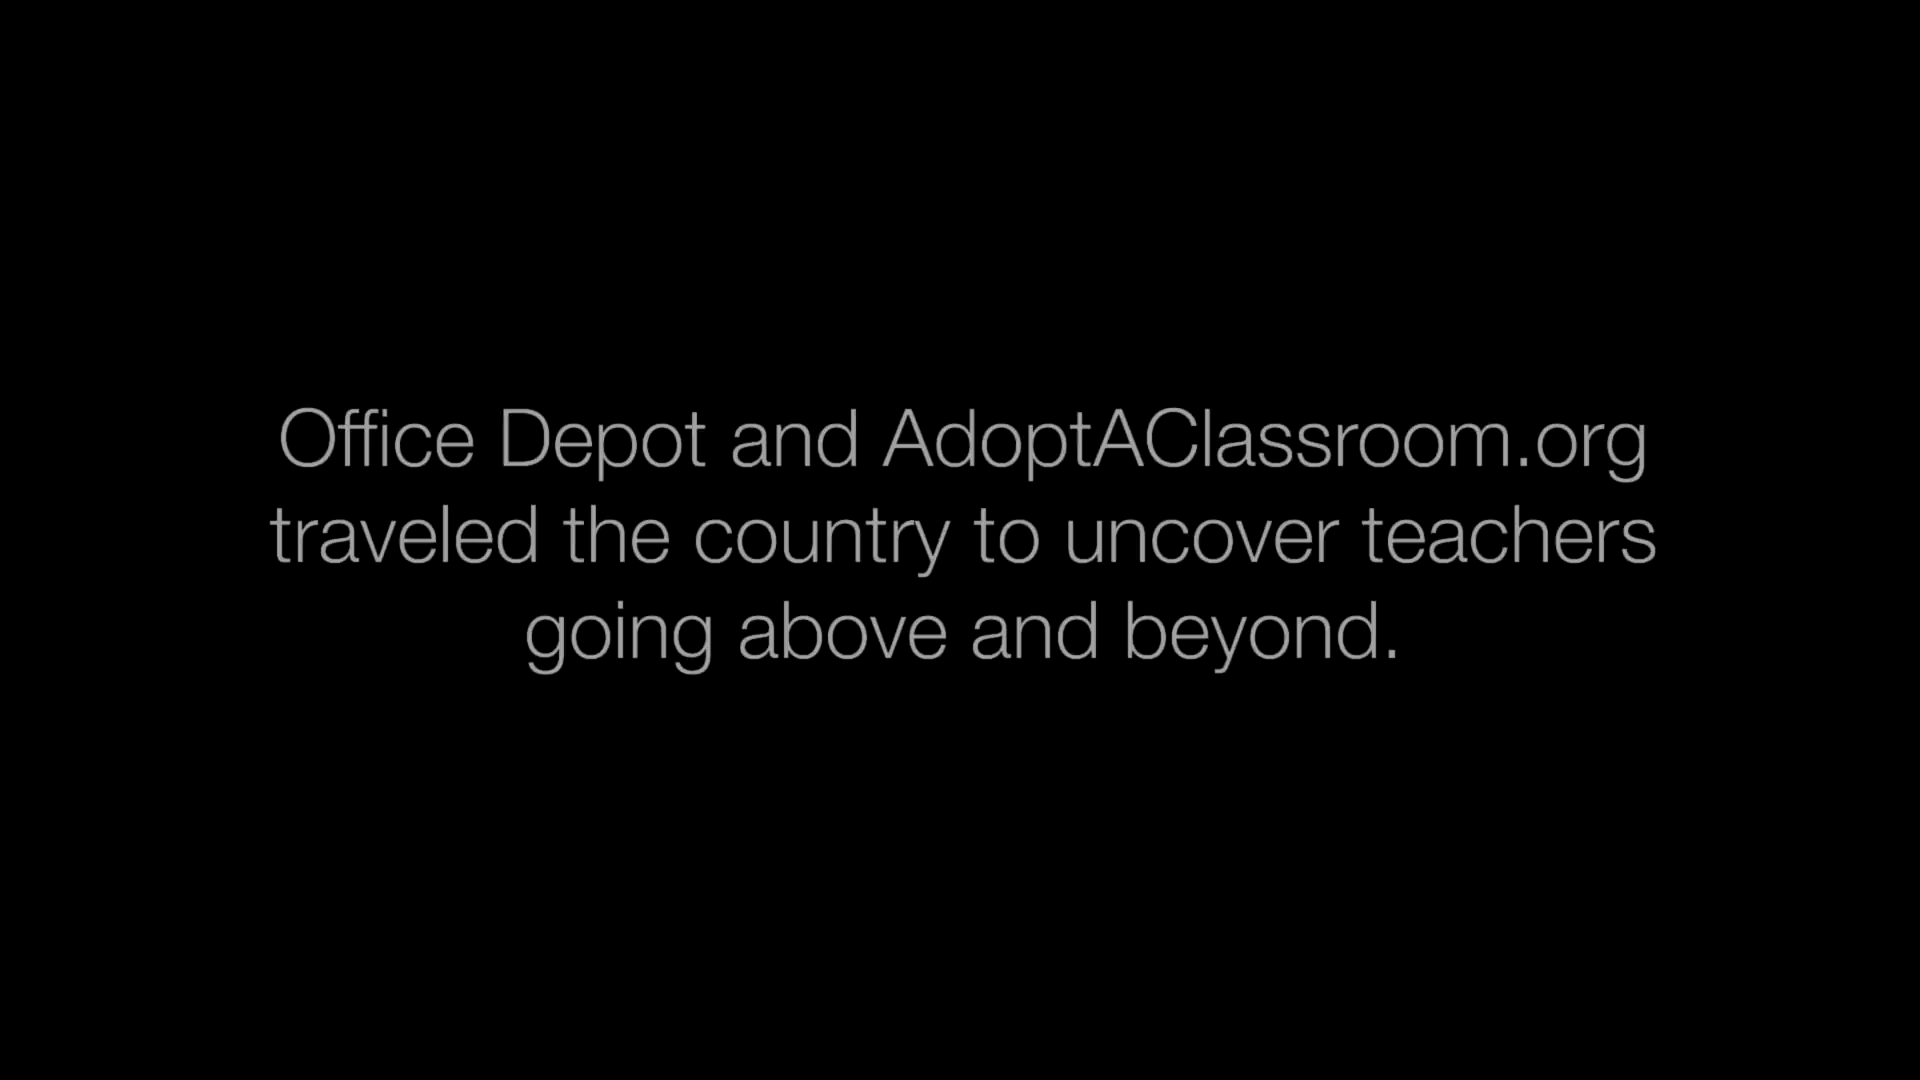 Office Depot and AdoptAClassroom.org
traveled the country to uncover teachers
going above and beyond.